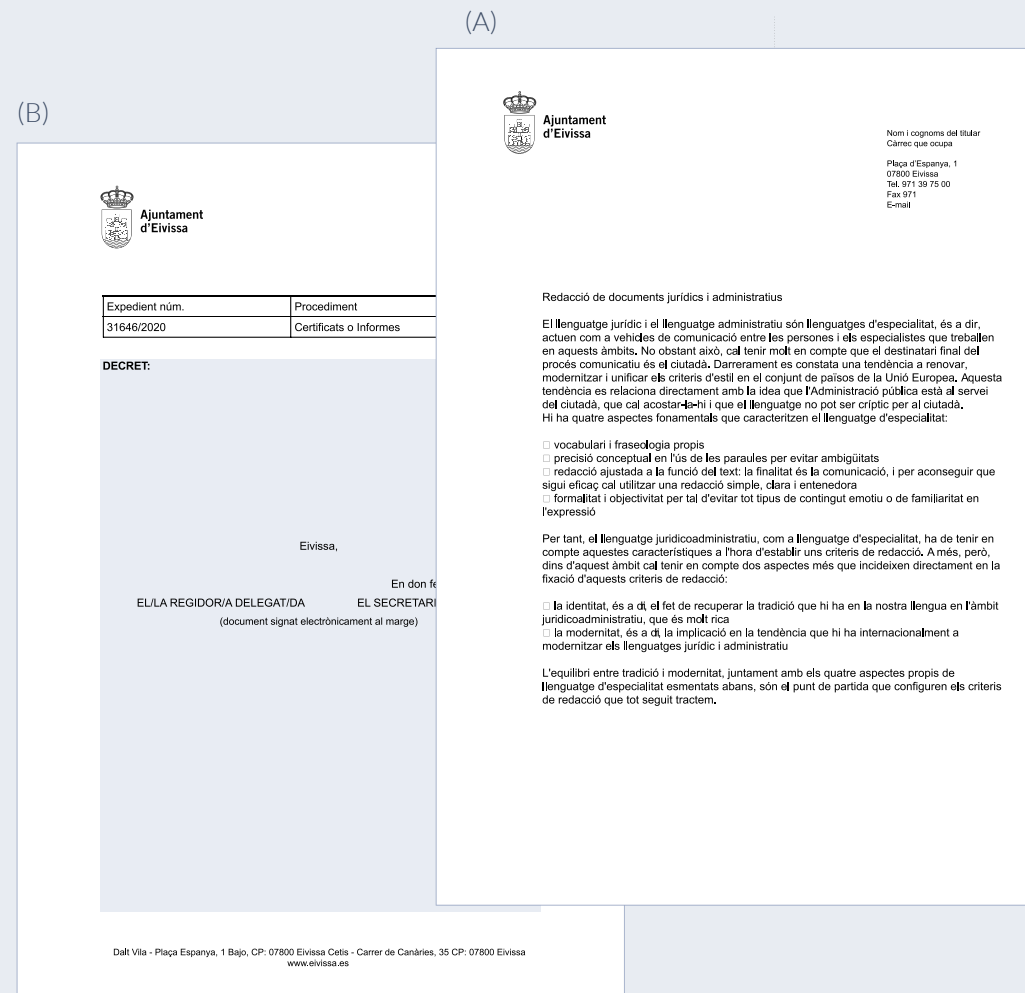 (A)
Ajuntament
d'Eivissa
Nom i cognoms del titular
Càrrec que ocupa
Plaça d'Espanya, 1
07800 Eivissa
Tel. 971 39 75 00
Fax 971
E-mail
Redacció de documents jurídics i administratius
El llenguatge jurídic i el llenguatge administratiu són llenguatges d'especialitat, és a dir,
actuen com a vehicles de comunicació entre les persones i els especialistes que treballen
en aquests àmbits. No obstant això, cal tenir molt en compte que el destinatari final del
procés comunicatiu és el ciutadà. Darrerament es constata una tendència a renovar,
modernitzar i unificar els criteris d'estil en el conjunt de països de la Unió Europea. Aquesta
tendència es relaciona directament amb la idea que l'Administració pública està al servei
del ciutadà, que cal acostar-la-hi i que el llenguatge no pot ser críptic per al ciutadà.
Hi ha quatre aspectes fonamentals que caracteritzen el llenguatge d'especialitat:
□ vocabulari i fraseologia propis
□ precisió conceptual en l'ús de les paraules per evitar ambigüitats
□ redacció ajustada a la funció del text: la finalitat és la comunicació, i per aconseguir que
sigui eficaç cal utilitzar una redacció simple, clara i entenedora
□ formalitat i objectivitat per tal d'evitar tot tipus de contingut emotiu o de familiaritat en
l'expressió
Per tant, el llenguatge juridicoadministratiu, com a llenguatge d'especialitat, ha de tenir en
compte aquestes característiques a l'hora d'establir uns criteris de redacció. A més, però,
dins d'aquest àmbit cal tenir en compte dos aspectes més que incideixen directament en la
fixació d'aquests criteris de redacció:
□ la identitat, és a dir, el fet de recuperar la tradició que hi ha en la nostra llengua en l'àmbit
juridicoadministratiu, que és molt rica
□ la modernitat, és a dir, la implicació en la tendència que hi ha internacionalment a
modernitzar els llenguatges jurídic i administratiu
L'equilibri entre tradició i modernitat, juntament amb els quatre aspectes propis de
llenguatge d'especialitat esmentats abans, són el punt de partida que configuren els criteris
de redacció que tot seguit tractem.
(B)
Ajuntament
d'Eivissa
Expedient núm. Procediment
31646/2020 Certificats o Informes
DECRET:
Eivissa,
En don fe
EL/LA REGIDOR/A DELEGAT/DA EL SECRETARI
(document signat electrònicament al marge)
Dalt Vila - Plaça Espanya, 1 Bajo, CP: 07800 Eivissa Cetis - Carrer de Canàries, 35 CP: 07800 Eivissa
www.eivissa.es